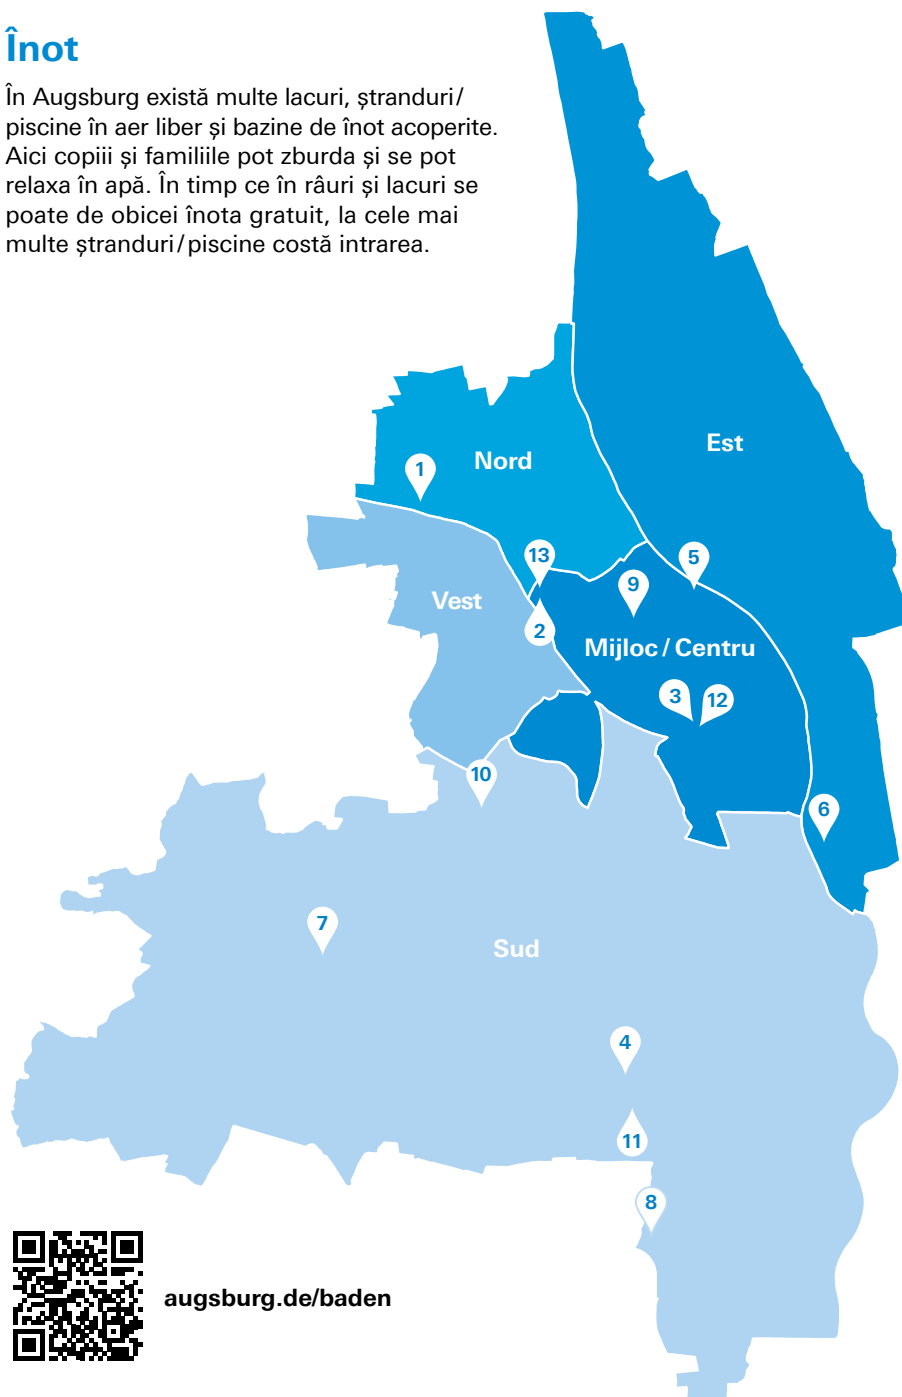 Înot
În Augsburg există multe lacuri, ștranduri/
piscine în aer liber și bazine de înot acoperite.
Aici copiii și familiile pot zburda și se pot
relaxa în apă. În timp ce în râuri și lacuri se
poate de obicei înota gratuit, la cele mai
multe ștranduri/piscine costă intrarea.
Est
Nord
1
13
5
9
Vest
2
Mijloc / Centru
3
12
10
6
7
Sud
4
11
8
augsburg.de/baden